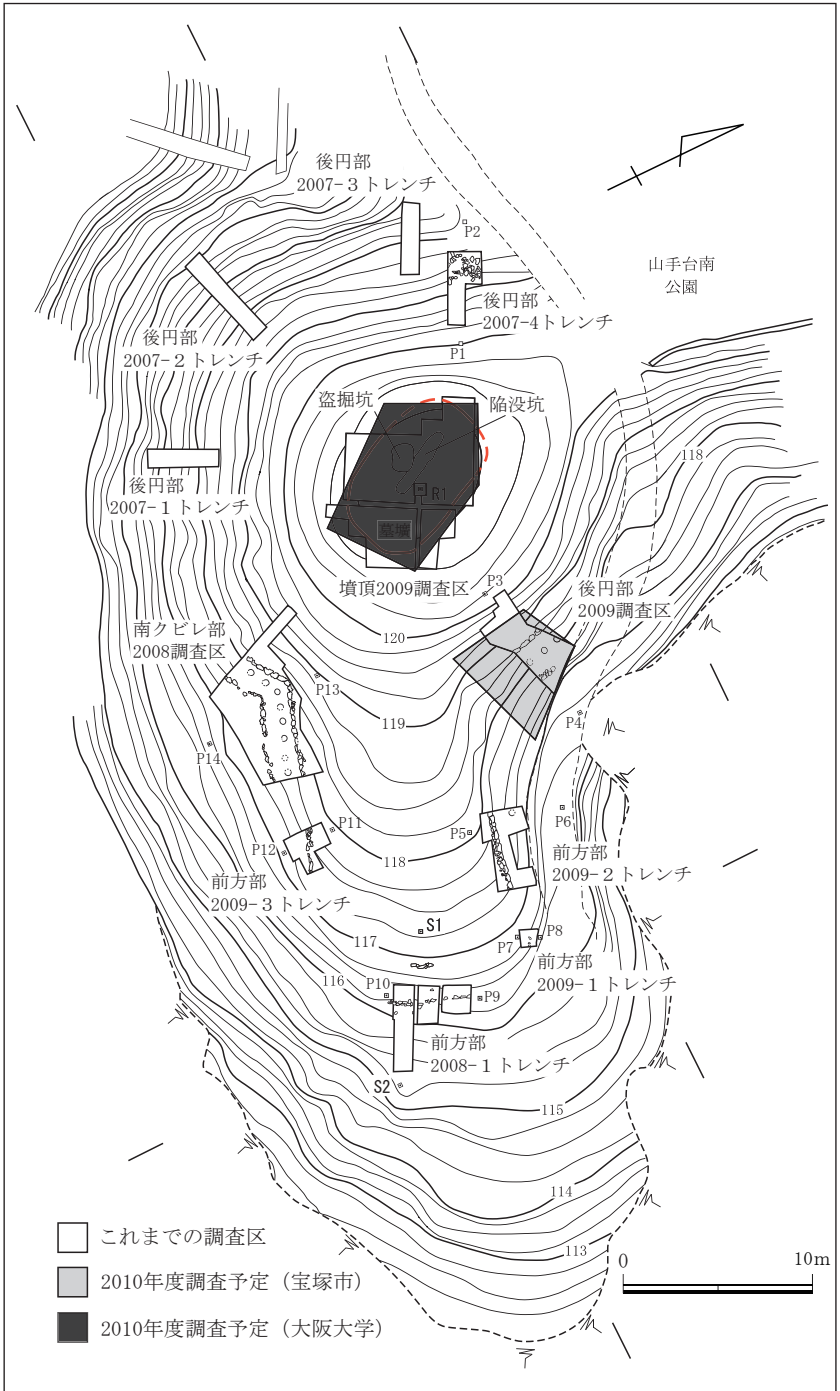 後円部
2007-3トレンチ
P2
山手台南
公園
後円部
2007-4トレンチ
後円部
2007-2トレンチ
P1
盗掘坑
陥没坑
118
後円部
2007-1トレンチ
R1
墓壙
墳頂2009調査区
P3
後円部
2009調査区
120
南クビレ部
2008調査区
P13
119
P4
P14
P11
P12
P5
P6
118
前方部
2009-2トレンチ
前方部
2009-3トレンチ
S1
117
P7
P8
前方部
2009-1トレンチ
116
P10
P9
前方部
2008-1トレンチ
S2
115
114
113
これまでの調査区
2010年度調査予定（宝塚市）
2010年度調査予定（大阪大学）
0
10m